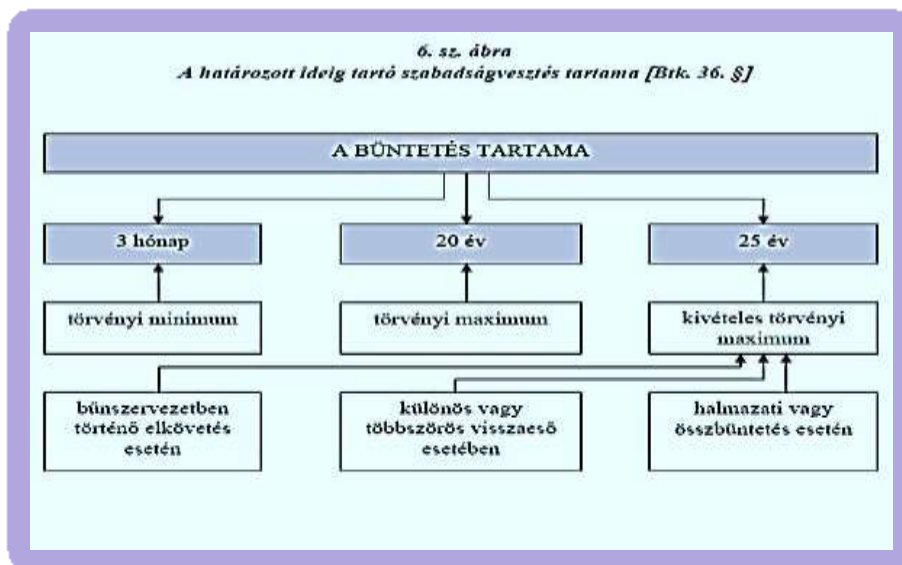 6. sz. ábra
A határozott ideig tartó szabadságvesztés tartama [Btk. 36. §]
A BÜNTETÉS TARTAMA
3 hónap
20 év
25 év
törvényi minimum
törvényi maximum
kivételes törvényi
maximum
bűnszervezetben
történő elkövetés
esetén
különös vagy
többszörös visszaeső
esetében
halmazati vagy
összbüntetés esetén